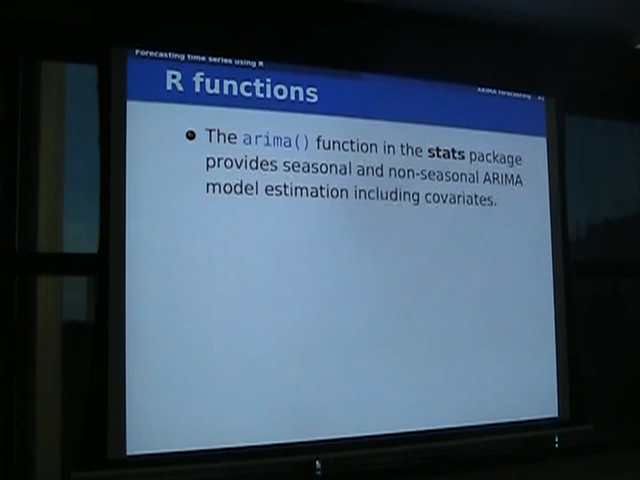 Forecasting time series using R
ARIMA forecasting 41
R functions
The arima() function in the stats package
provides seasonal and non-seasonal ARIMA
model estimation including covariates.